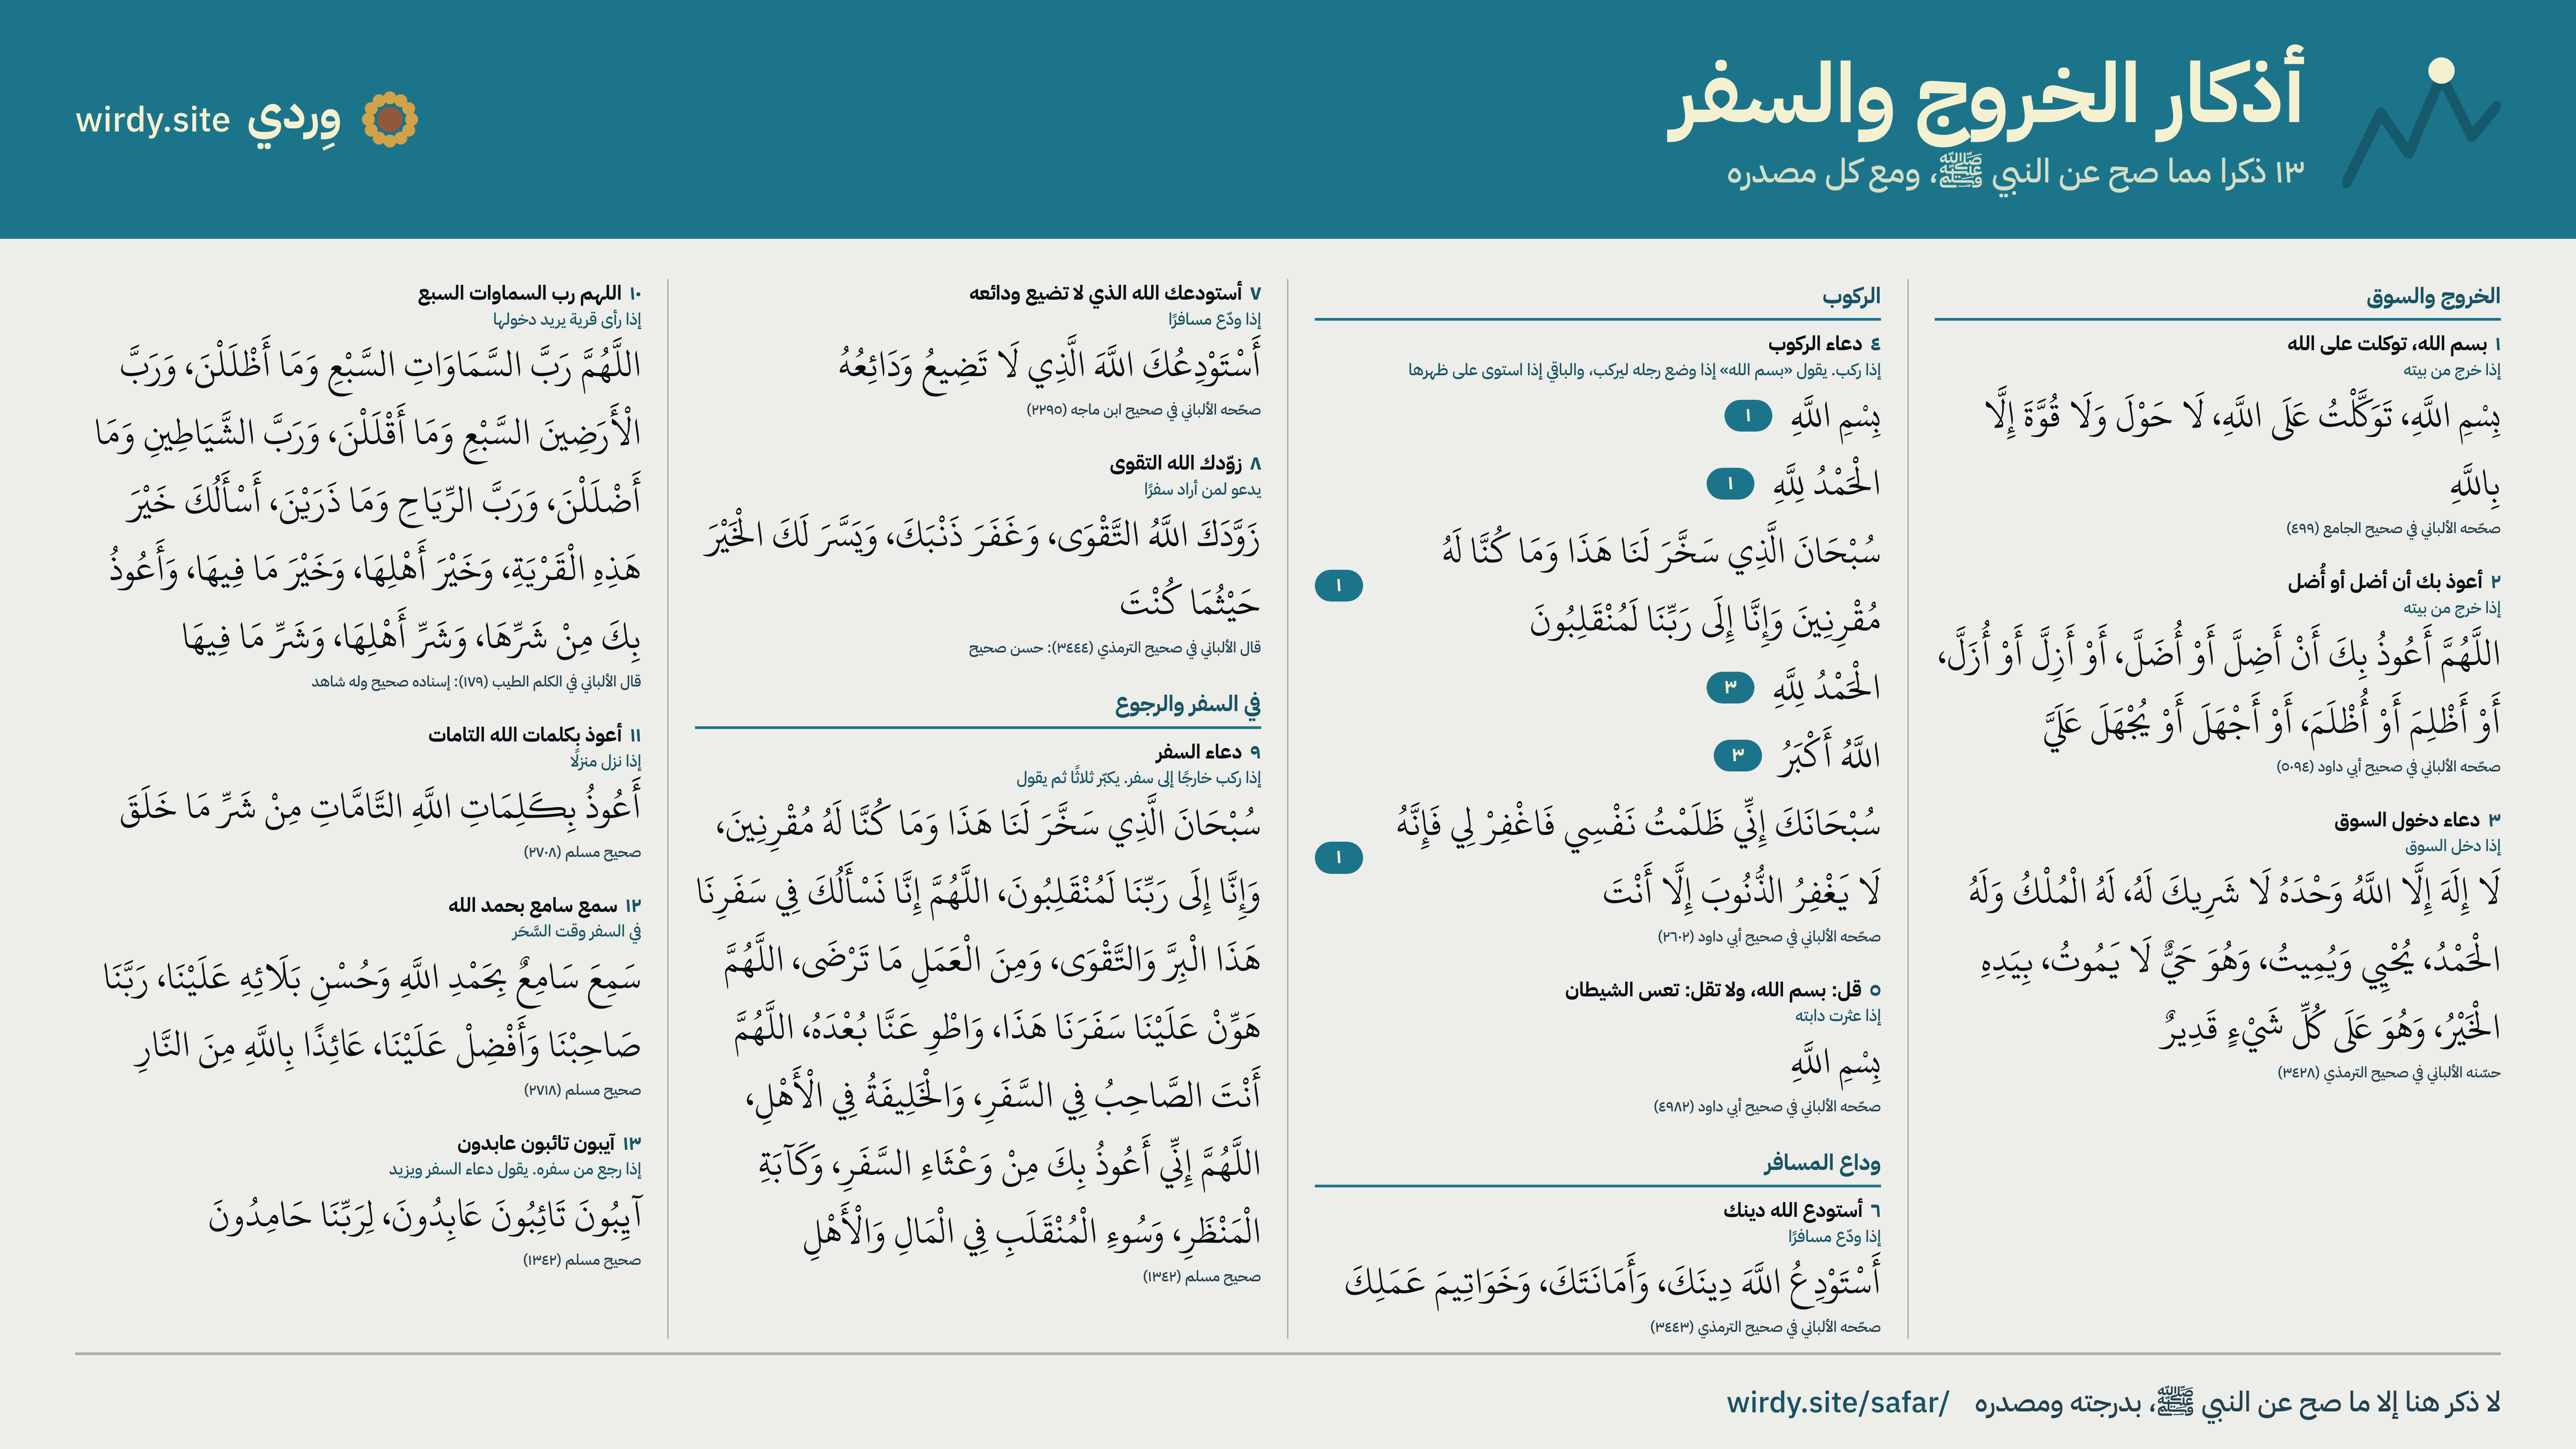 أذكار الخروج والسفر
١٣ ذكرا مما صح عن النبي ﷺ، ومع كل مصدره
وِردي wirdy.site
الخروج والسوق
١ بسم الله، توكلت على الله
إذا خرج من بيته
بِسْمِ اللَّهِ، تَوَكَّلْتُ عَلَى اللَّهِ، لَا حَوْلَ وَلَا قُوَّةَ إِلَّا
بِاللَّهِ
صحّحه الألباني في صحيح الجامع (٤٩٩)
٢ أعوذ بك أن أضل أو أُضل
إذا خرج من بيته
اللَّهُمَّ أَعُوذُ بِكَ أَنْ أَضِلَّ أَوْ أُضَلَّ، أَوْ أَزِلَّ أَوْ أُزَلَّ،
أَوْ أَظْلِمَ أَوْ أُظْلَمَ، أَوْ أَجْهَلَ أَوْ يُجْهَلَ عَلَيَّ
صحّحه الألباني في صحيح أبي داود (٥٠٩٤)
٣ دعاء دخول السوق
إذا دخل السوق
لَا إِلَهَ إِلَّا اللَّهُ وَحْدَهُ لَا شَرِيكَ لَهُ، لَهُ الْمُلْكُ وَلَهُ
الْحَمْدُ، يُحْيِي وَيُمِيتُ، وَهُوَ حَيٌّ لَا يَمُوتُ، بِيَدِهِ
الْخَيْرُ، وَهُوَ عَلَى كُلِّ شَيْءٍ قَدِيرٌ
حسّنه الألباني في صحيح الترمذي (٣٤٢٨)
الركوب
٤ دعاء الركوب
إذا ركب. يقول «بسم الله» إذا وضع رجله ليركب، والباقي إذا استوى على ظهرها
بِسْمِ اللَّهِ ١
الْحَمْدُ لِلَّهِ ١
سُبْحَانَ الَّذِي سَخَّرَ لَنَا هَذَا وَمَا كُنَّا لَهُ
مُقْرِنِينَ وَإِنَّا إِلَى رَبِّنَا لَمُنْقَلِبُونَ ١
الْحَمْدُ لِلَّهِ ٣
اللَّهُ أَكْبَرُ ٣
سُبْحَانَكَ إِنِّي ظَلَمْتُ نَفْسِي فَاغْفِرْ لِي فَإِنَّهُ
لَا يَغْفِرُ الذُّنُوبَ إِلَّا أَنْتَ ١
صحّحه الألباني في صحيح أبي داود (٢٦٠٢)
٥ قل: بسم الله، ولا تقل: تعس الشيطان
إذا عثرت دابته
بِسْمِ اللَّهِ
صحّحه الألباني في صحيح أبي داود (٤٩٨٢)
وداع المسافر
٦ أستودع الله دينك
إذا ودّع مسافرًا
أَسْتَوْدِعُ اللَّهَ دِينَكَ، وَأَمَانَتَكَ، وَخَوَاتِيمَ عَمَلِكَ
صحّحه الألباني في صحيح الترمذي (٣٤٤٣)
٧ أستودعك الله الذي لا تضيع ودائعه
إذا ودّع مسافرًا
أَسْتَوْدِعُكَ اللَّهَ الَّذِي لَا تَضِيعُ وَدَائِعُهُ
صحّحه الألباني في صحيح ابن ماجه (٢٢٩٥)
٨ زوّدك الله التقوى
يدعو لمن أراد سفرًا
زَوَّدَكَ اللَّهُ التَّقْوَى، وَغَفَرَ ذَنْبَكَ، وَيَسَّرَ لَكَ الْخَيْرَ
حَيْثُمَا كُنْتَ
قال الألباني في صحيح الترمذي (٣٤٤٤): حسن صحيح
في السفر والرجوع
٩ دعاء السفر
إذا ركب خارجًا إلى سفر. يكبّر ثلاثًا ثم يقول
سُبْحَانَ الَّذِي سَخَّرَ لَنَا هَذَا وَمَا كُنَّا لَهُ مُقْرِنِينَ،
وَإِنَّا إِلَى رَبِّنَا لَمُنْقَلِبُونَ، اللَّهُمَّ إِنَّا نَسْأَلُكَ فِي سَفَرِنَا
هَذَا الْبِرَّ وَالتَّقْوَى، وَمِنَ الْعَمَلِ مَا تَرْضَى، اللَّهُمَّ
هَوِّنْ عَلَيْنَا سَفَرَنَا هَذَا، وَاطْوِ عَنَّا بُعْدَهُ، اللَّهُمَّ
أَنْتَ الصَّاحِبُ فِي السَّفَرِ، وَالْخَلِيفَةُ فِي الْأَهْلِ،
اللَّهُمَّ إِنِّي أَعُوذُ بِكَ مِنْ وَعْثَاءِ السَّفَرِ، وَكَآبَةِ
الْمَنْظَرِ، وَسُوءِ الْمُنْقَلَبِ فِي الْمَالِ وَالْأَهْلِ
صحيح مسلم (١٣٤٢)
١٠ اللهم رب السماوات السبع
إذا رأى قرية يريد دخولها
اللَّهُمَّ رَبَّ السَّمَاوَاتِ السَّبْعِ وَمَا أَظْلَلْنَ، وَرَبَّ
الْأَرَضِينَ السَّبْعِ وَمَا أَقْلَلْنَ، وَرَبَّ الشَّيَاطِينِ وَمَا
أَضْلَلْنَ، وَرَبَّ الرِّيَاحِ وَمَا ذَرَيْنَ، أَسْأَلُكَ خَيْرَ
هَذِهِ الْقَرْيَةِ، وَخَيْرَ أَهْلِهَا، وَخَيْرَ مَا فِيهَا، وَأَعُوذُ
بِكَ مِنْ شَرِّهَا، وَشَرِّ أَهْلِهَا، وَشَرِّ مَا فِيهَا
قال الألباني في الكلم الطيب (١٧٩): إسناده صحيح وله شاهد
١١ أعوذ بكلمات الله التامات
إذا نزل منزلًا
أَعُوذُ بِكَلِمَاتِ اللَّهِ التَّامَّاتِ مِنْ شَرِّ مَا خَلَقَ
صحيح مسلم (٢٧٠٨)
١٢ سمع سامع بحمد الله
في السفر وقت السَّحَر
سَمِعَ سَامِعٌ بِحَمْدِ اللَّهِ وَحُسْنِ بَلَائِهِ عَلَيْنَا، رَبَّنَا
صَاحِبْنَا وَأَفْضِلْ عَلَيْنَا، عَائِذًا بِاللَّهِ مِنَ النَّارِ
صحيح مسلم (٢٧١٨)
١٣ آيبون تائبون عابدون
إذا رجع من سفره. يقول دعاء السفر ويزيد
آيِبُونَ تَائِبُونَ عَابِدُونَ، لِرَبِّنَا حَامِدُونَ
صحيح مسلم (١٣٤٢)
لا ذكر هنا إلا ما صح عن النبي ﷺ، بدرجته ومصدره wirdy.site/safar/